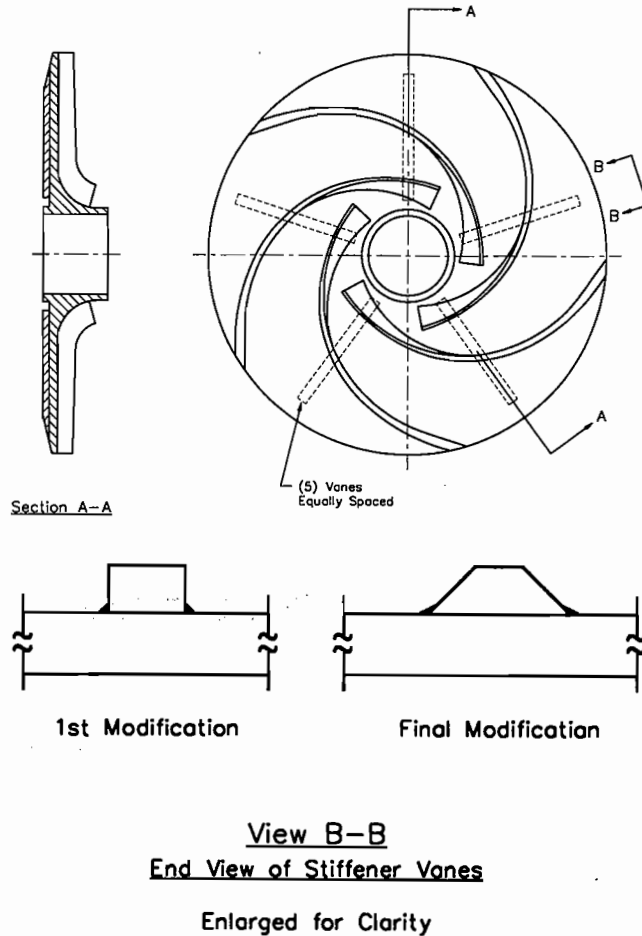 A
B
B
A
(5) Vanes
Equally Spaced
Section A-A
1st Modification
Final Modification
View B-B
End View of Stiffener Vanes
Enlarged for Clarity